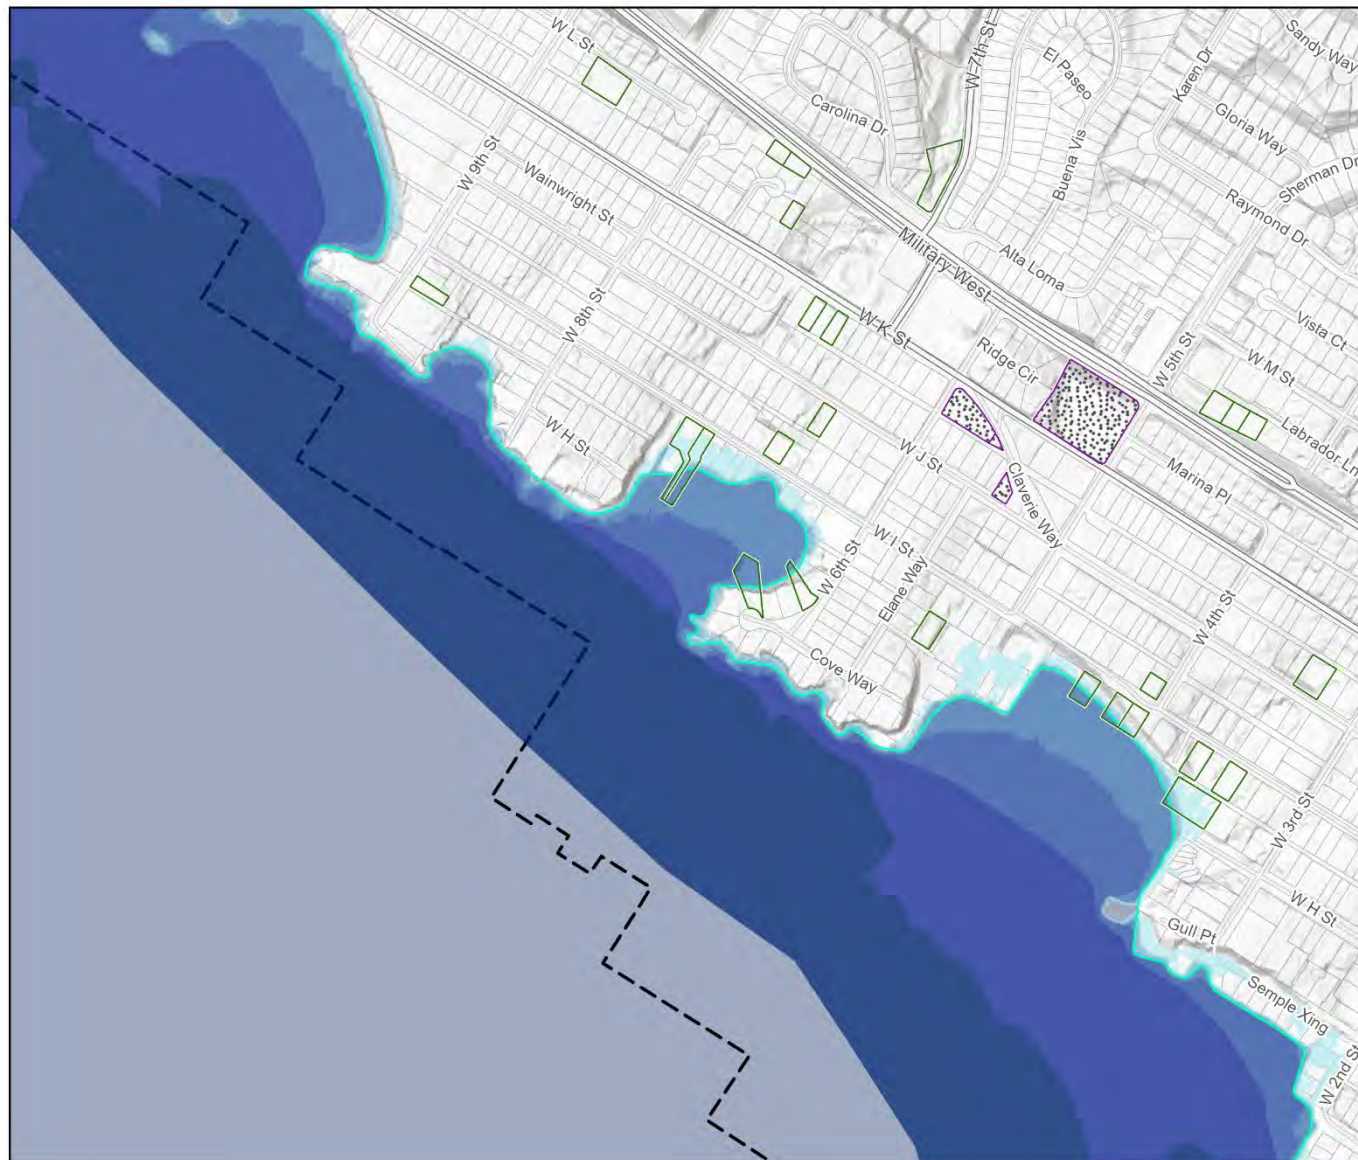 W L St
W 7th St
El Paseo
Sandy Way
Karen Dr
Carolina Dr
Gloria Way
Buena Vis
Sherman Dr
W 9th St
Wainwright St
Raymond Dr
Military West
Alta Loma
W 8th St
W K St
Vista Ct
Ridge Cir
W 5th St
W M St
Labrador Ln
W H St
W J St
Marina Pl
Claverie Way
W I St
W 6th St
Elane Way
W 4th St
Cove Way
W 3rd St
W H St
Gull Pt
Semple Xing
W 2nd St